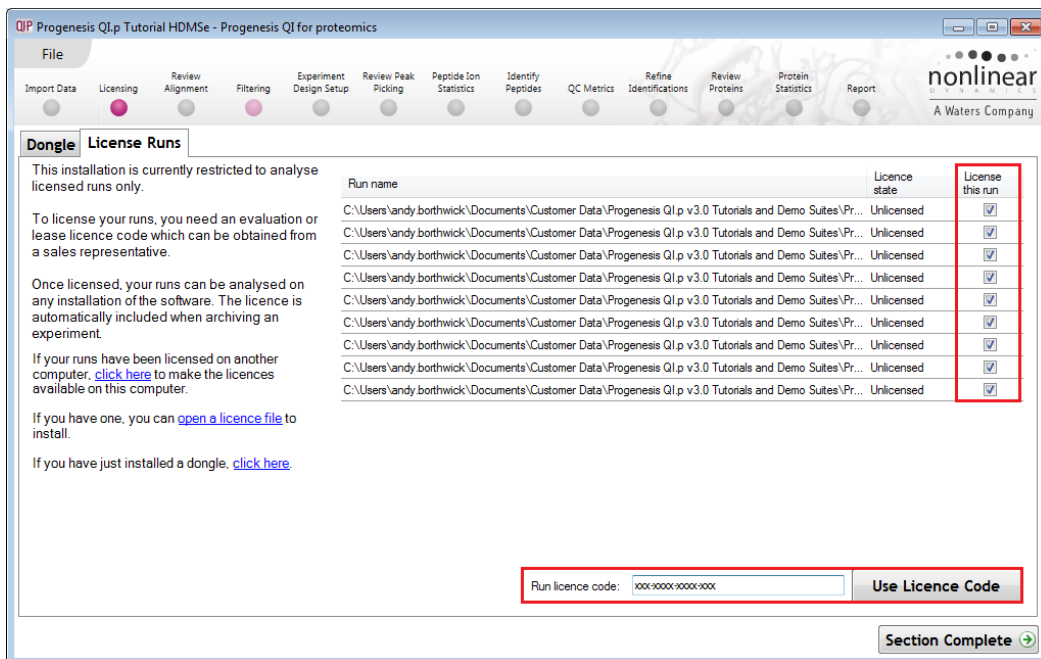 QI.P Progenesis QI.p Tutorial HDMSe - Progenesis QI for proteomics
File
Import Data
Licensing
Review Alignment
Filtering
Experiment Design Setup
Review Peak Picking
Peptide Ion Statistics
Identify Peptides
QC Metrics
Refine Identifications
Review Proteins
Protein Statistics
Report
nonlinear
DYNAMICS
A Waters Company
Dongle
License Runs
This installation is currently restricted to analyse
licensed runs only.
To license your runs, you need an evaluation or
lease licence code which can be obtained from
a sales representative.
Once licensed, your runs can be analysed on
any installation of the software. The licence is
automatically included when archiving an
experiment.
If your runs have been licensed on another
computer, click here to make the licences
available on this computer.
If you have one, you can open a licence file to
install.
If you have just installed a dongle, click here.
Run name
Licence state
License this run
C:\Users\andy.borthwick\Documents\Customer Data\Progenesis QI.p v3.0 Tutorials and Demo Suites\Pr... Unlicensed
C:\Users\andy.borthwick\Documents\Customer Data\Progenesis QI.p v3.0 Tutorials and Demo Suites\Pr... Unlicensed
C:\Users\andy.borthwick\Documents\Customer Data\Progenesis QI.p v3.0 Tutorials and Demo Suites\Pr... Unlicensed
C:\Users\andy.borthwick\Documents\Customer Data\Progenesis QI.p v3.0 Tutorials and Demo Suites\Pr... Unlicensed
C:\Users\andy.borthwick\Documents\Customer Data\Progenesis QI.p v3.0 Tutorials and Demo Suites\Pr... Unlicensed
C:\Users\andy.borthwick\Documents\Customer Data\Progenesis QI.p v3.0 Tutorials and Demo Suites\Pr... Unlicensed
C:\Users\andy.borthwick\Documents\Customer Data\Progenesis QI.p v3.0 Tutorials and Demo Suites\Pr... Unlicensed
C:\Users\andy.borthwick\Documents\Customer Data\Progenesis QI.p v3.0 Tutorials and Demo Suites\Pr... Unlicensed
C:\Users\andy.borthwick\Documents\Customer Data\Progenesis QI.p v3.0 Tutorials and Demo Suites\Pr... Unlicensed
Run licence code: xxx-xxxx-xxxx-xxx Use Licence Code
Section Complete